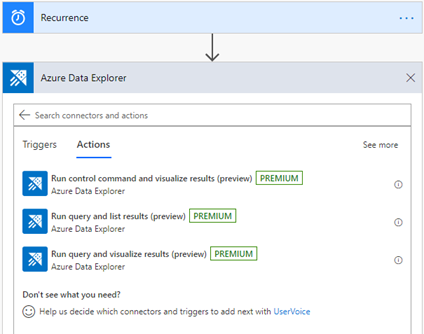 Recurrence
Azure Data Explorer
Search connectors and actions
Triggers Actions See more
Run control command and visualize results (preview) PREMIUM
Azure Data Explorer
Run query and list results (preview) PREMIUM
Azure Data Explorer
Run query and visualize results (preview) PREMIUM
Azure Data Explorer
Don't see what you need?
Help us decide which connectors and triggers to add next with UserVoice